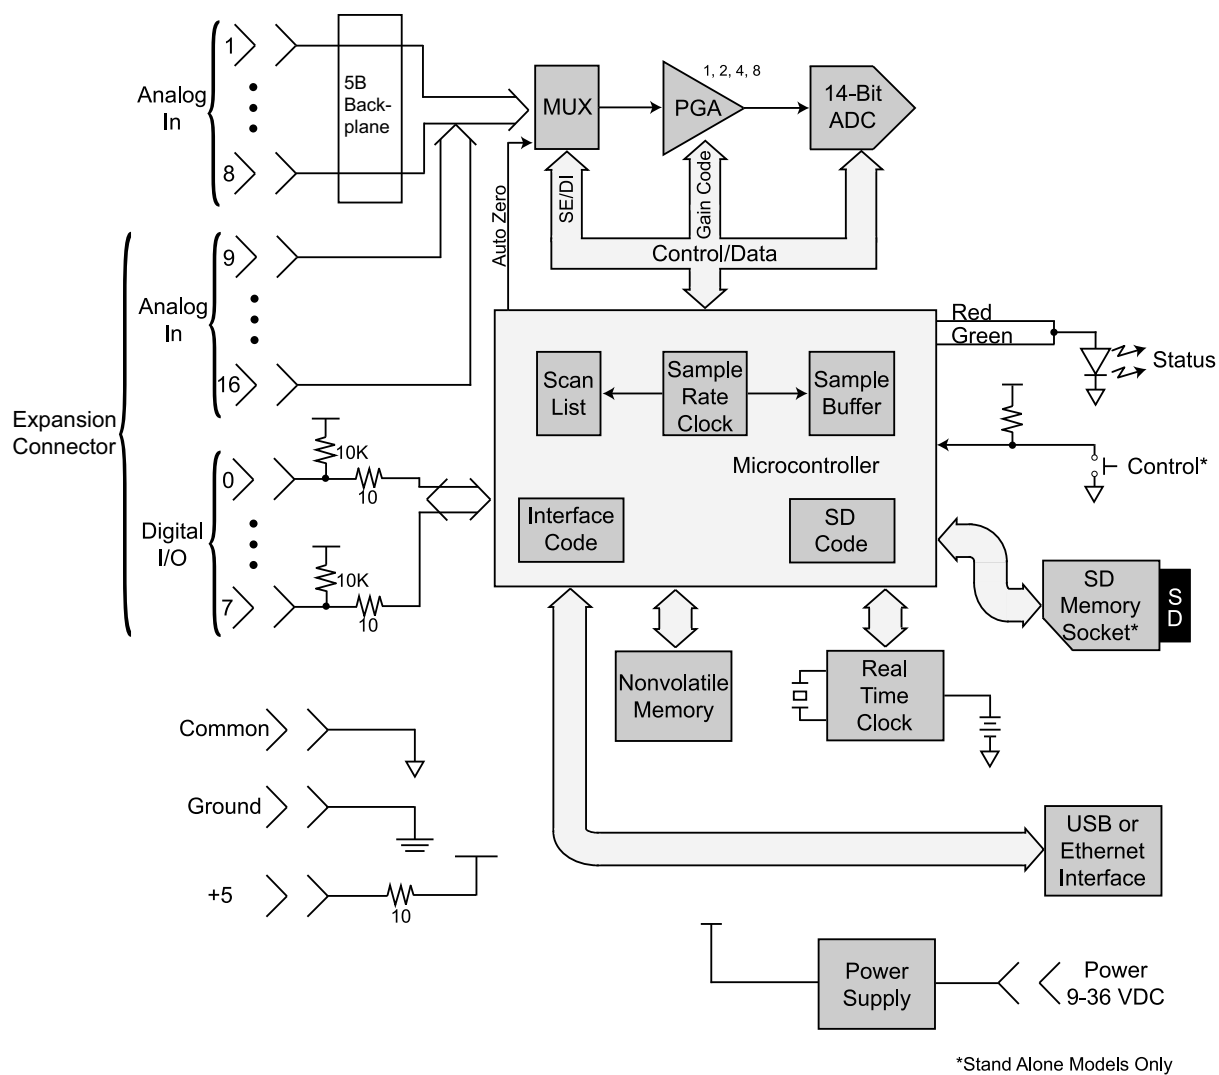 Analog
In
1
8
5B
Back-
plane
MUX
PGA
1, 2, 4, 8
14-Bit
ADC
Auto Zero
SE/DI
Gain Code
Control/Data
Expansion
Connector
Analog
In
9
16
Digital
I/O
0
7
10K
10
10K
10
Scan
List
Sample
Rate
Clock
Sample
Buffer
Microcontroller
Interface
Code
SD
Code
Red
Green
Status
Control*
SD
Memory
Socket*
S
D
Nonvolatile
Memory
Real
Time
Clock
Common
Ground
+5
10
USB or
Ethernet
Interface
Power
Supply
Power
9-36 VDC
*Stand Alone Models Only